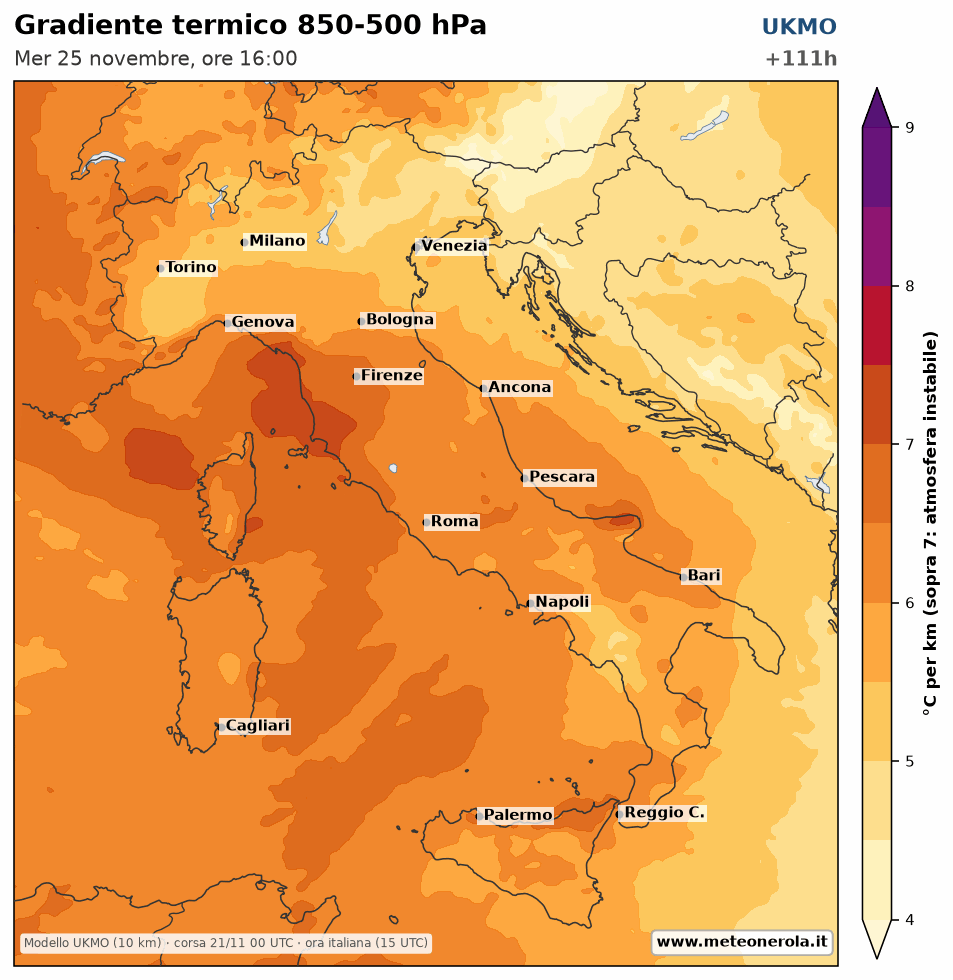 Gradiente termico 850-500 hPa
UKMO
Mer 25 novembre, ore 16:00
+111h
Milano
Venezia
Torino
Genova
Bologna
Firenze
Ancona
Pescara
Roma
Bari
Napoli
Cagliari
Palermo
Reggio C.
9
8
7
6
5
4
°C per km (sopra 7: atmosfera instabile)
Modello UKMO (10 km) · corsa 21/11 00 UTC · ora italiana (15 UTC)
www.meteonerola.it